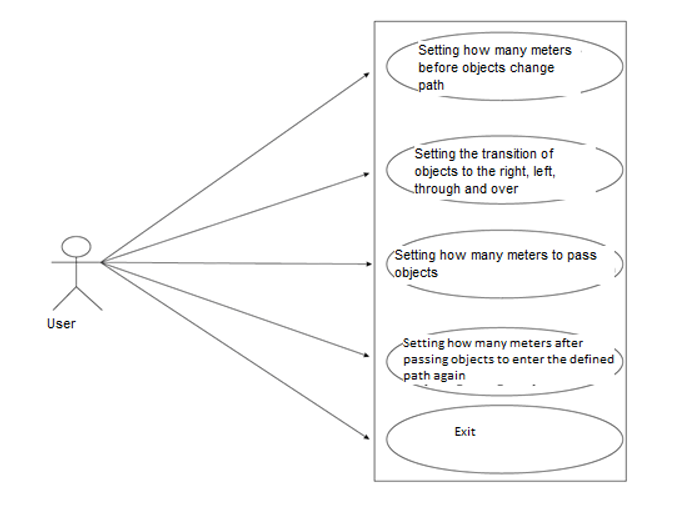 Setting how many meters
before objects change
path
Setting the transition of
objects to the right, left,
through and over
Setting how many meters to pass
objects
Setting how many meters after
passing objects to enter the defined
path again
Exit
User